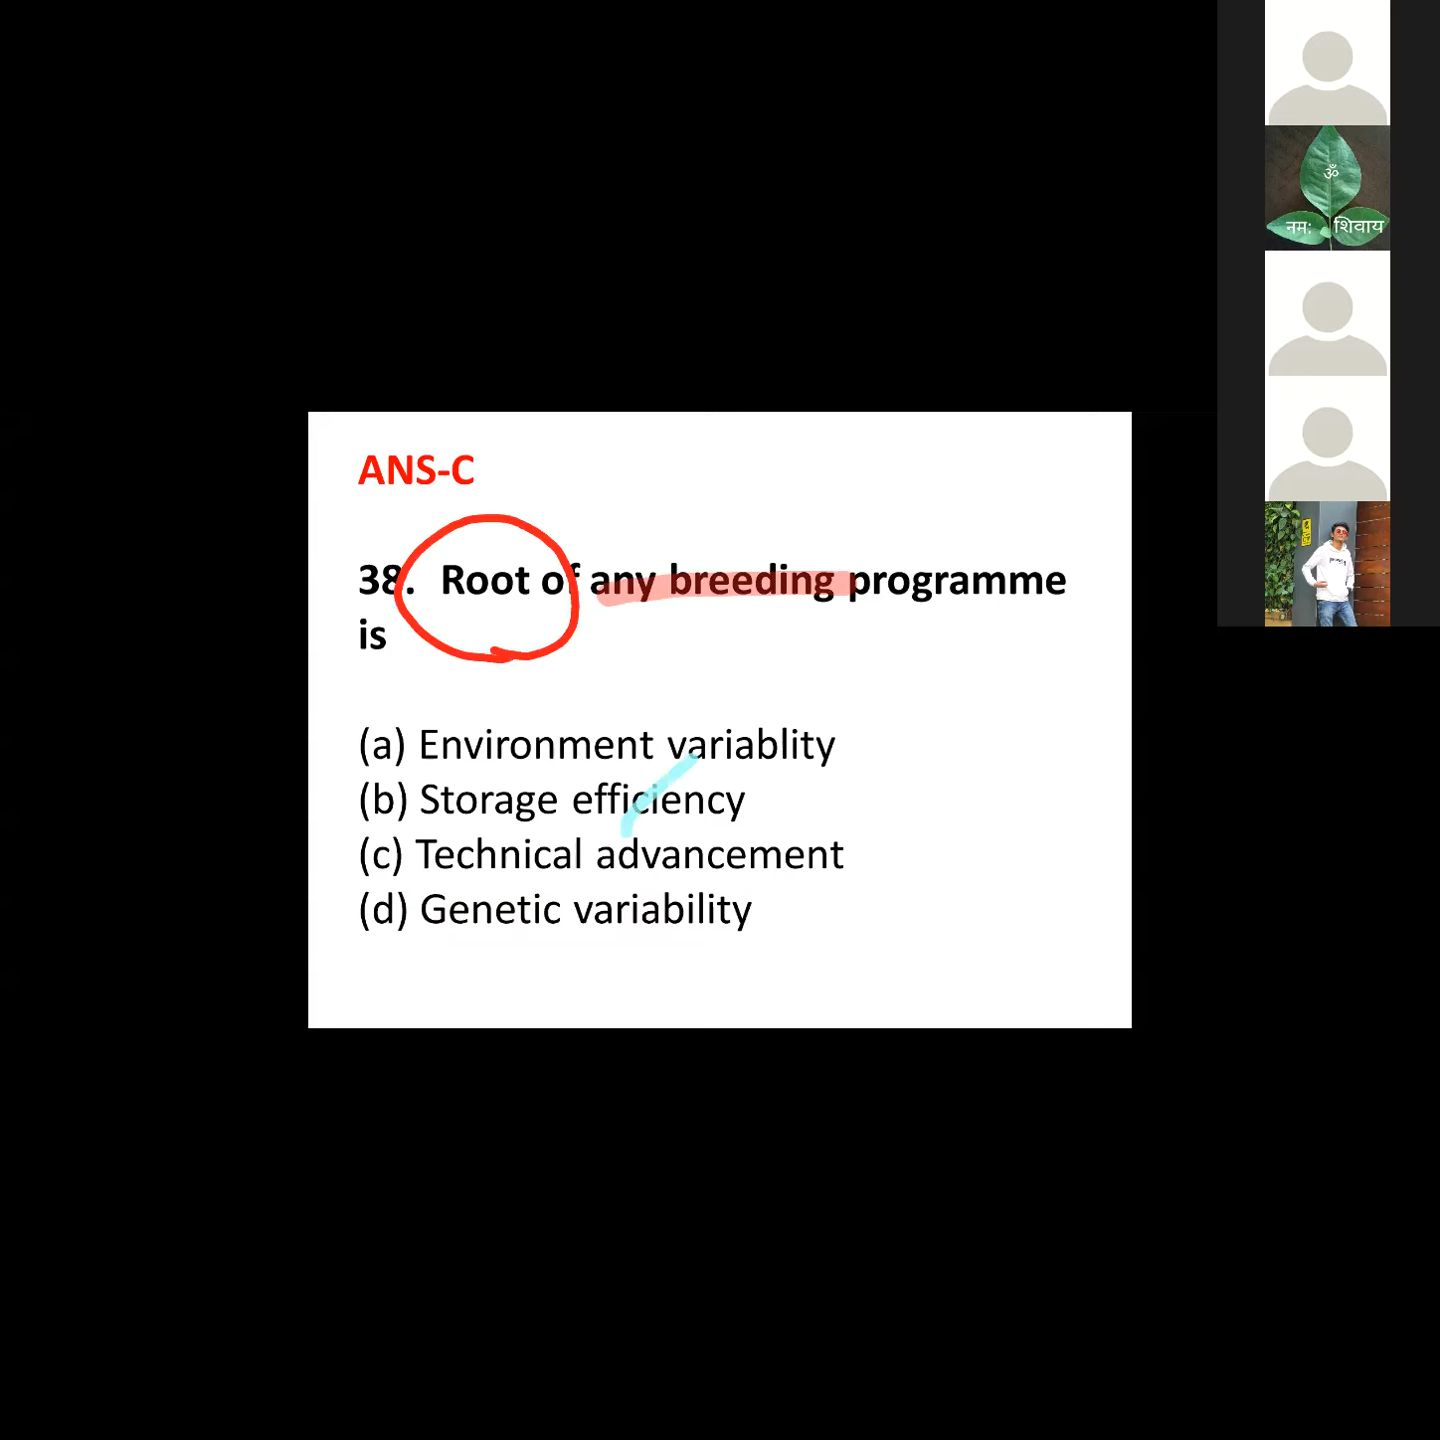 ANS-C
38. Root of any breeding programme
is
(a) Environment variablity
(b) Storage efficiency
(c) Technical advancement
(d) Genetic variability
ॐ
नम: शिवाय